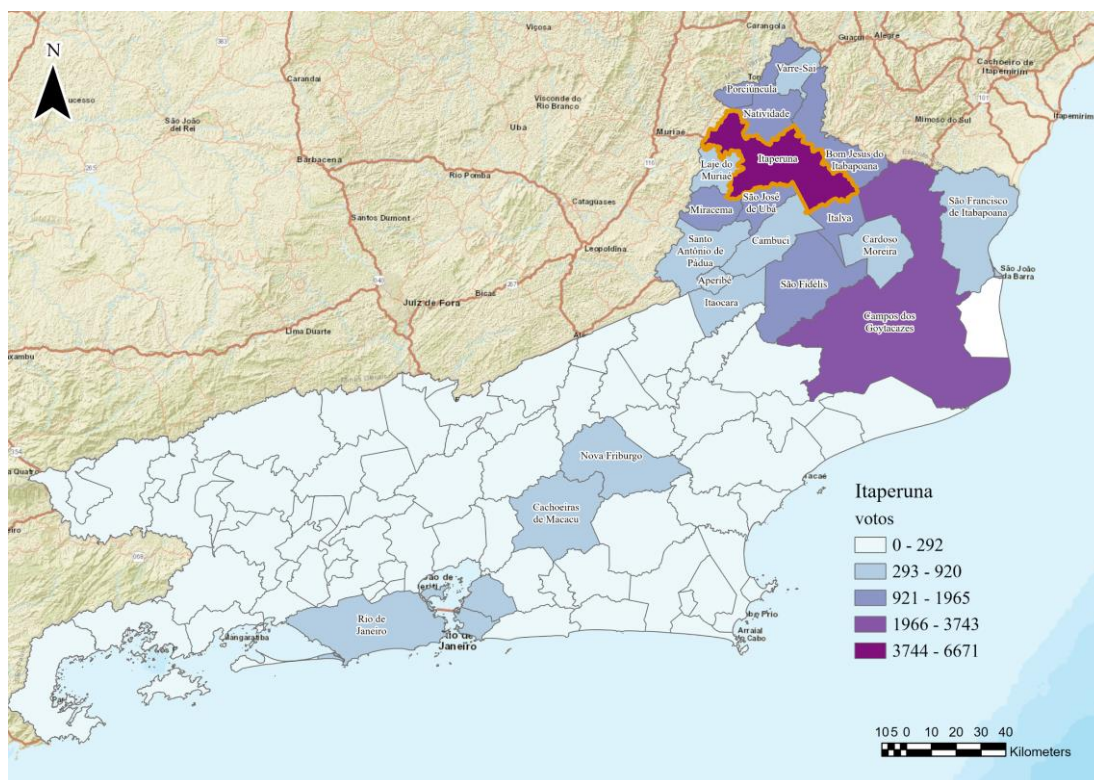 N
Viçosa
Carangola
Guaçuí
Alegre
Cachoeiro de
Itapemirim
Carandaí
São João
del Rei
Visconde do
Rio Branco
Ubá
Muriaé
Mimoso do Sul
Itapemirim
Barbacena
Rio Pomba
Cataguases
Santos Dumont
Leopoldina
Juiz de Fora
Bicas
Lima Duarte
Varre-Sai
Porciúncula
Natividade
Itaperuna
Bom Jesus do
Itabapoana
Laje do
Muriaé
São José
de Ubá
Miracema
Italva
São Francisco
de Itabapoana
Santo
Antônio de
Pádua
Cambuci
Cardoso
Moreira
Aperibé
São Fidélis
Itaocara
São João
da Barra
Campos dos
Goytacazes
Nova Friburgo
Cachoeiras
de Macacu
Rio de
Janeiro
Arraial
Itaperuna
votos
0 - 292
293 - 920
921 - 1965
1966 - 3743
3744 - 6671
10 5 0 10 20 30 40
Kilometers